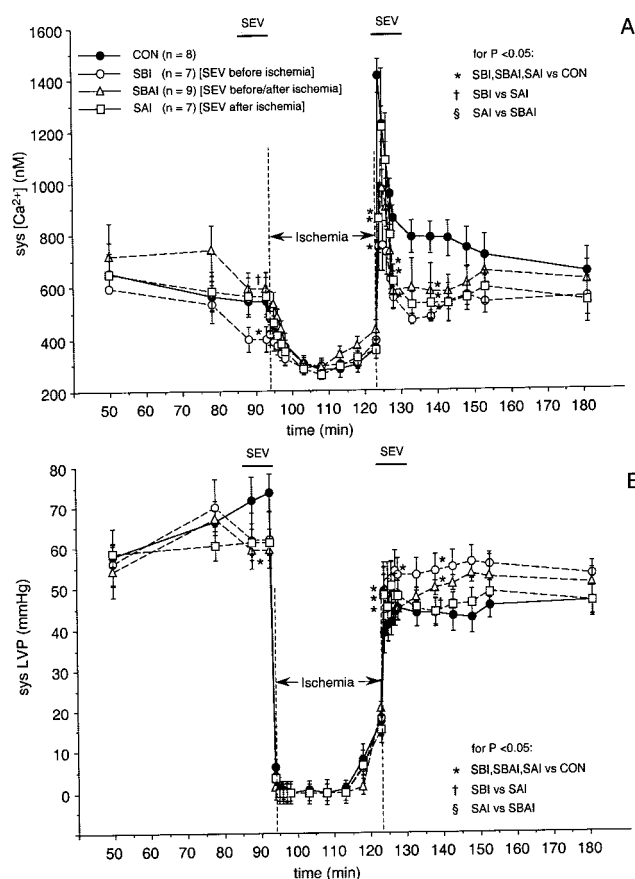 SEV SEV
A
1600
CON (n = 8)
SBI (n = 7) [SEV before ischemia]
SBAI (n = 9) [SEV before/after ischemia]
SAI (n = 7) [SEV after ischemia]
for P <0.05:
* SBI,SBAI,SAI vs CON
† SBI vs SAI
§ SAI vs SBAI
1400
1200
1000
800
600
400
200
sys [Ca2+] (nM)
Ischemia
* * * † * * * * * *
50 60 70 80 90 100 110 120 130 140 150 160 170 180
time (min)
SEV SEV
80
70
60
50
40
30
20
10
0
sys LVP (mmHg)
Ischemia
* * * * * * * †
for P <0.05:
* SBI,SBAI,SAI vs CON
† SBI vs SAI
§ SAI vs SBAI
50 60 70 80 90 100 110 120 130 140 150 160 170 180
time (min)